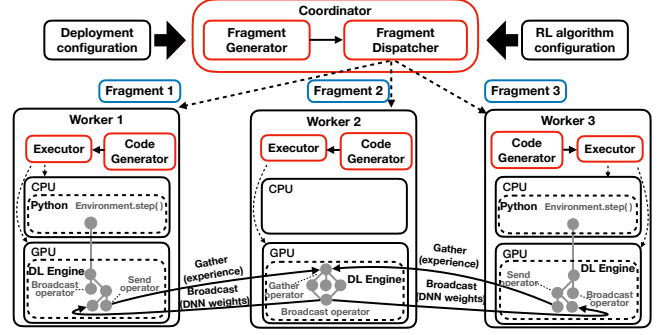 Coordinator
Deployment
configuration
Fragment
Generator
Fragment
Dispatcher
RL algorithm
configuration
Fragment 1
Fragment 2
Fragment 3
Worker 1
Executor
Code
Generator
CPU
Python
Environment.step( )
GPU
DL Engine
Broadcast
operator
Send
operator
Gather
(experience)
Broadcast
(DNN weights)
Worker 2
Executor
Code
Generator
CPU
GPU
Gather
operator
DL Engine
Broadcast operator
Gather
(experience)
Broadcast
(DNN weights)
Worker 3
Code
Generator
Executor
CPU
Python
Environment.step( )
GPU
DL Engine
Send
operator
Broadcast
operator